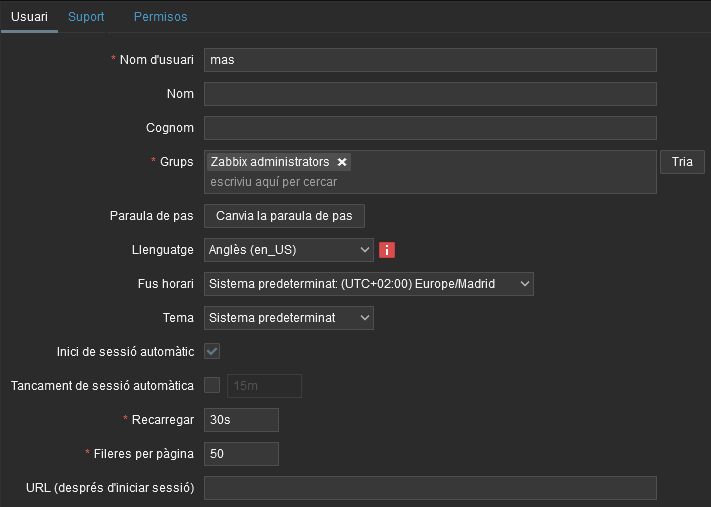 Usuari Suport Permisos
* Nom d'usuari mas
Nom
Cognom
* Grups Zabbix administrators Tria
escriviu aquí per cercar
Paraula de pas Canvia la paraula de pas
Llenguatge Anglès (en_US) i
Fus horari Sistema predeterminat: (UTC+02:00) Europe/Madrid
Tema Sistema predeterminat
Inici de sessió automàtic
Tancament de sessió automàtica 15m
* Recarregar 30s
* Fileres per pàgina 50
URL (després d'iniciar sessió)